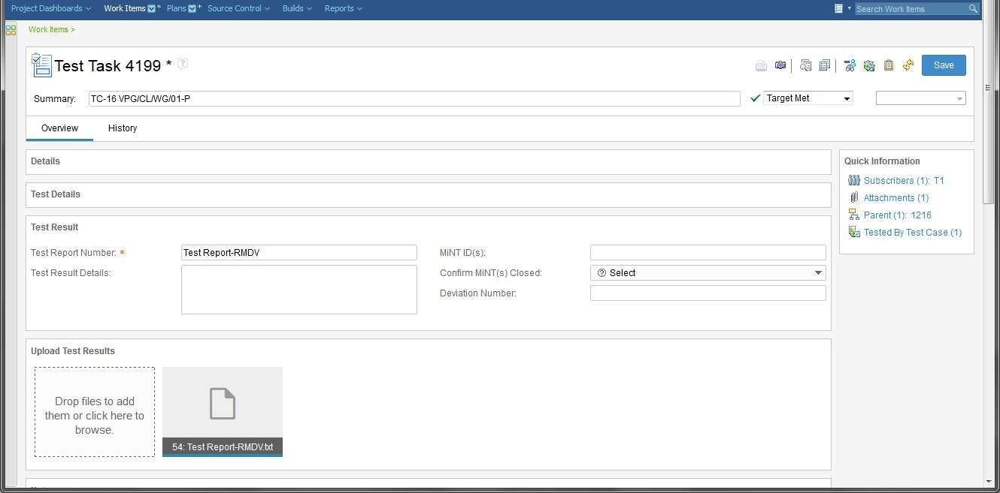 Project Dashboards Work Items * Plans * Source Control Builds Reports Search Work Items
Work Items >
Test Task 4199 * ?
Save
Summary: TC-16 VPG/CL/WG/01-P Target Met
Overview History
Details
Test Details
Test Result
Test Report Number: * Test Report-RMDV
Test Result Details:
MiNT ID(s):
Confirm MiNT(s) Closed: ? Select
Deviation Number:
Upload Test Results
Drop files to add
them or click here to
browse.
54: Test Report-RMDV.txt
Quick Information
Subscribers (1): T1
Attachments (1)
Parent (1): 1216
Tested By Test Case (1)